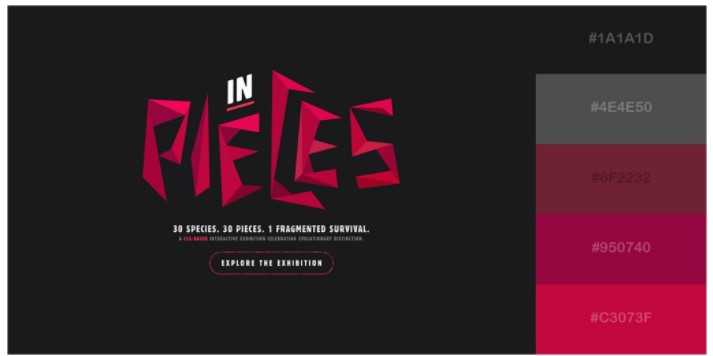 IN
PIECES
30 SPECIES. 30 PIECES. 1 FRAGMENTED SURVIVAL.
A CSS-BASED INTERACTIVE EXHIBITION CELEBRATING EVOLUTIONARY DISTINCTION.
EXPLORE THE EXHIBITION
#1A1A1D
#4E4E50
#6F2232
#950740
#C3073F